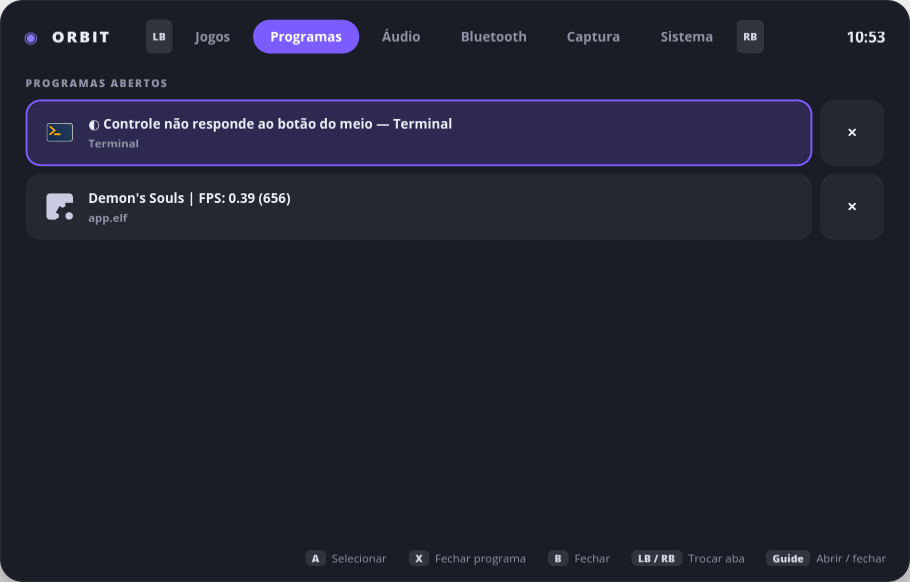 ORBIT LB Jogos Programas Áudio Bluetooth Captura Sistema RB 10:53
PROGRAMAS ABERTOS
◐ Controle não responde ao botão do meio — Terminal
Terminal
×
Demon's Souls | FPS: 0.39 (656)
app.elf
×
A Selecionar X Fechar programa B Fechar LB / RB Trocar aba Guide Abrir / fechar